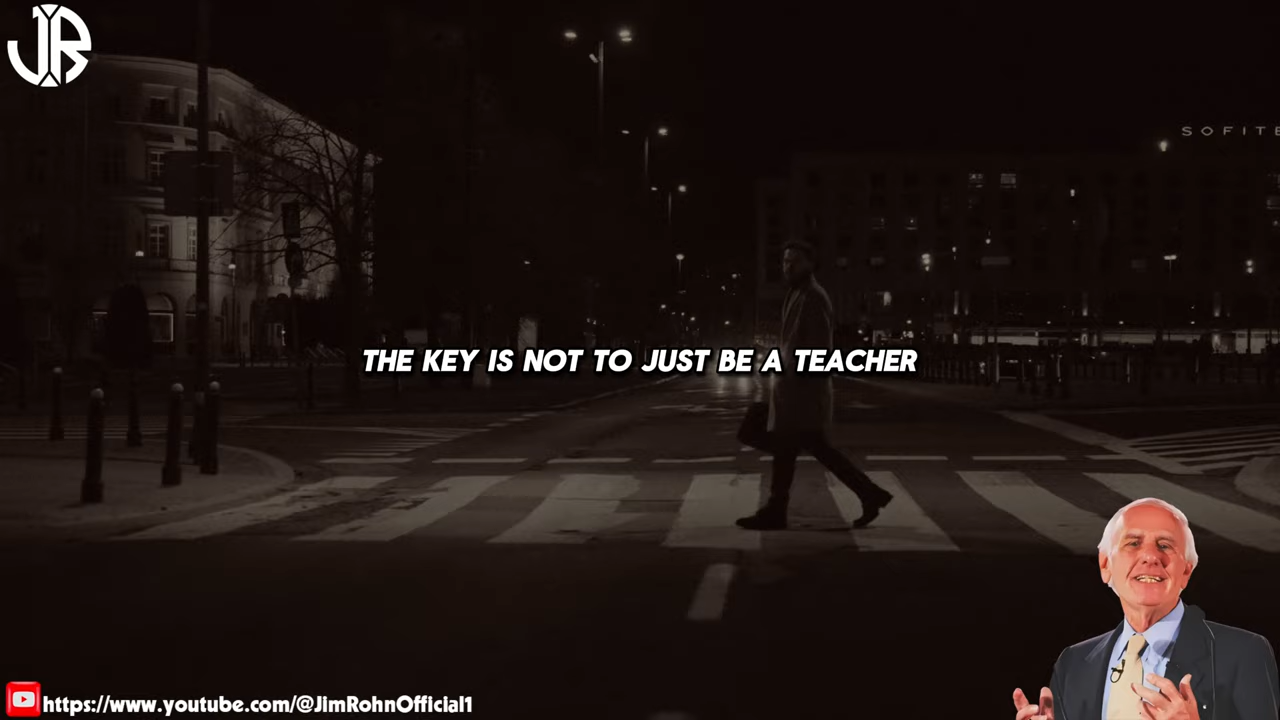 JR
SOFITE
THE KEY IS NOT TO JUST BE A TEACHER
https://www.youtube.com/@JimRohnOfficial1